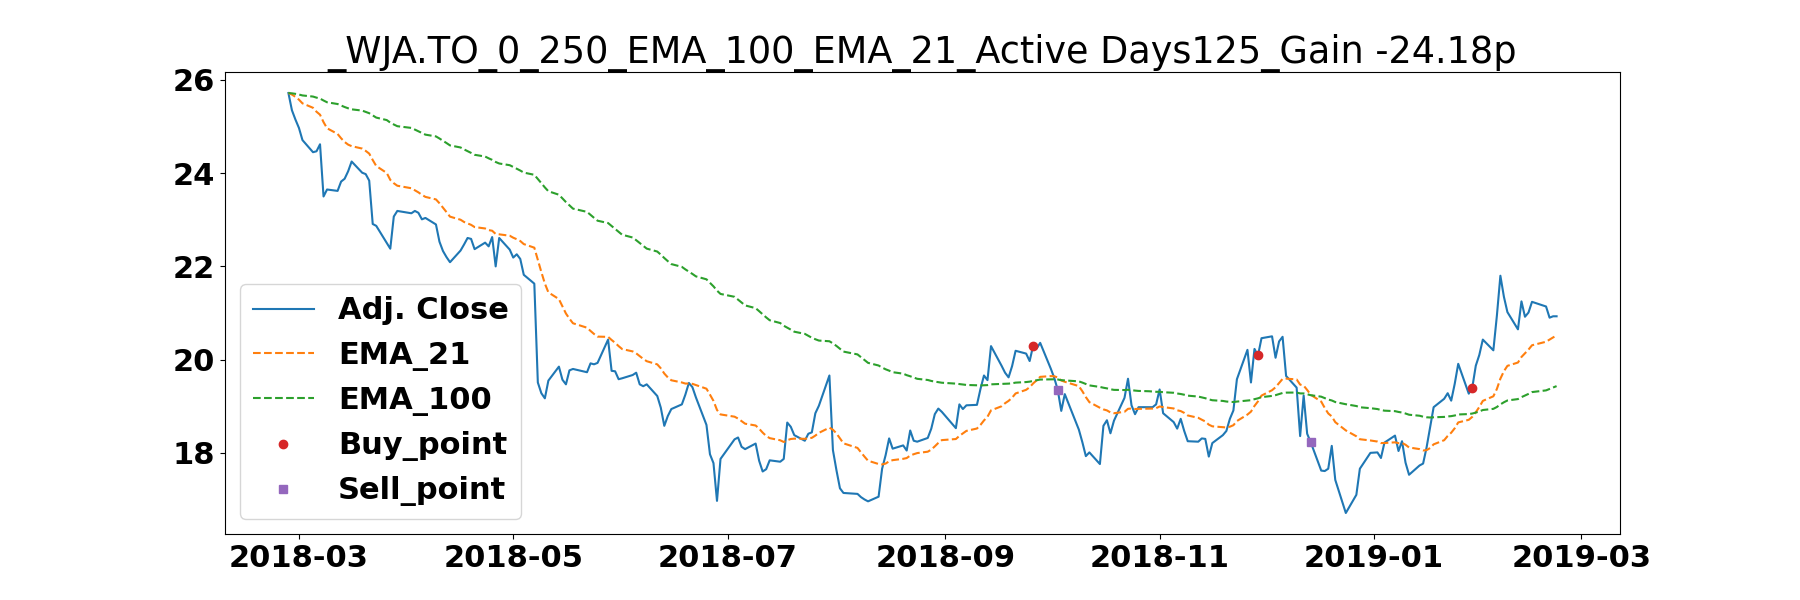 _WJA.TO_0_250_EMA_100_EMA_21_Active Days125_Gain -24.18p
26
24
22
20
18
Adj. Close
EMA_21
EMA_100
Buy_point
Sell_point
2018-03 2018-05 2018-07 2018-09 2018-11 2019-01 2019-03